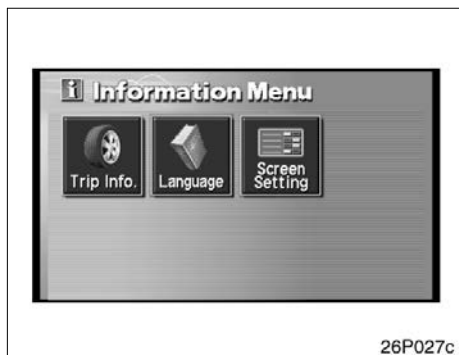 i Information Menu
Trip Info.
Language
Screen
Setting
26P027c